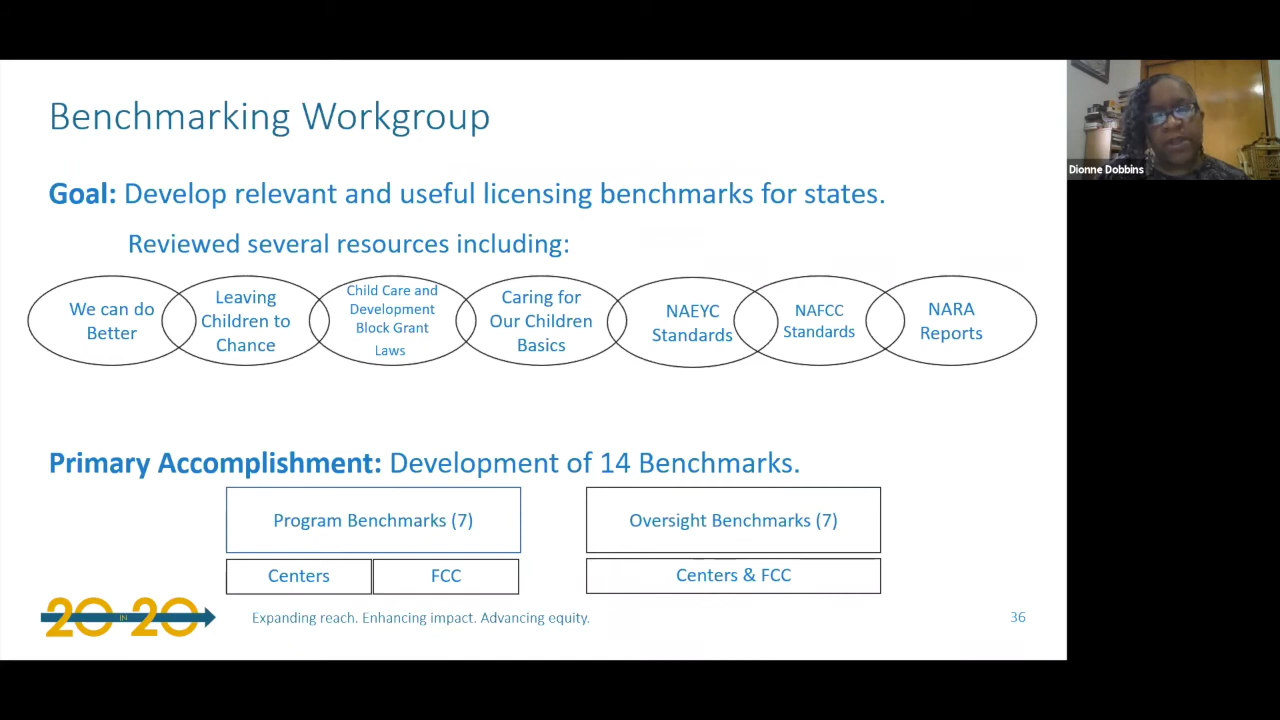 Benchmarking Workgroup
Dionne Dobbins
Goal: Develop relevant and useful licensing benchmarks for states.
Reviewed several resources including:
We can do
Better
Leaving
Children to
Chance
Child Care and
Development
Block Grant
Laws
Caring for
Our Children
Basics
NAEYC
Standards
NAFCC
Standards
NARA
Reports
Primary Accomplishment: Development of 14 Benchmarks.
Program Benchmarks (7)
Centers
FCC
Oversight Benchmarks (7)
Centers & FCC
20 IN 20
Expanding reach. Enhancing impact. Advancing equity.
36